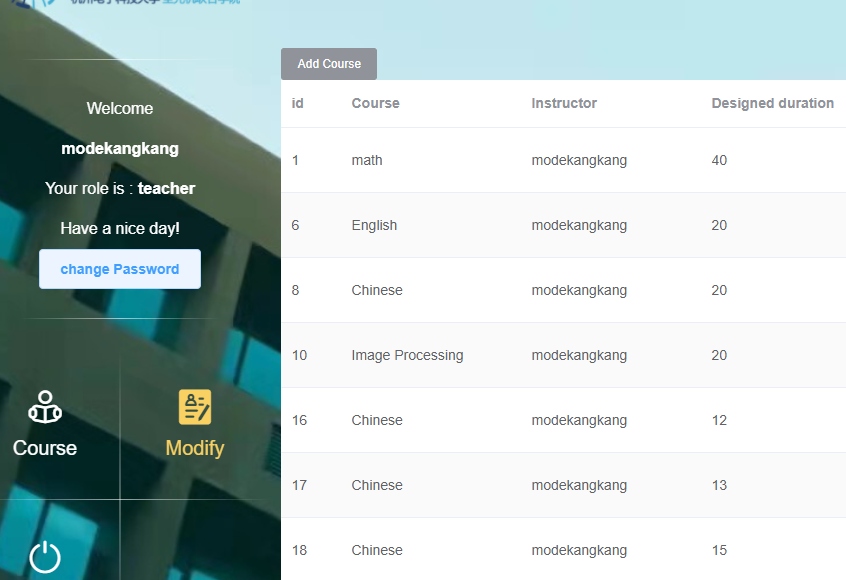 Add Course
Welcome
modekangkang
Your role is : teacher
Have a nice day!
change Password
Course
Modify
id Course Instructor Designed duration
1 math modekangkang 40
6 English modekangkang 20
8 Chinese modekangkang 20
10 Image Processing modekangkang 20
16 Chinese modekangkang 12
17 Chinese modekangkang 13
18 Chinese modekangkang 15